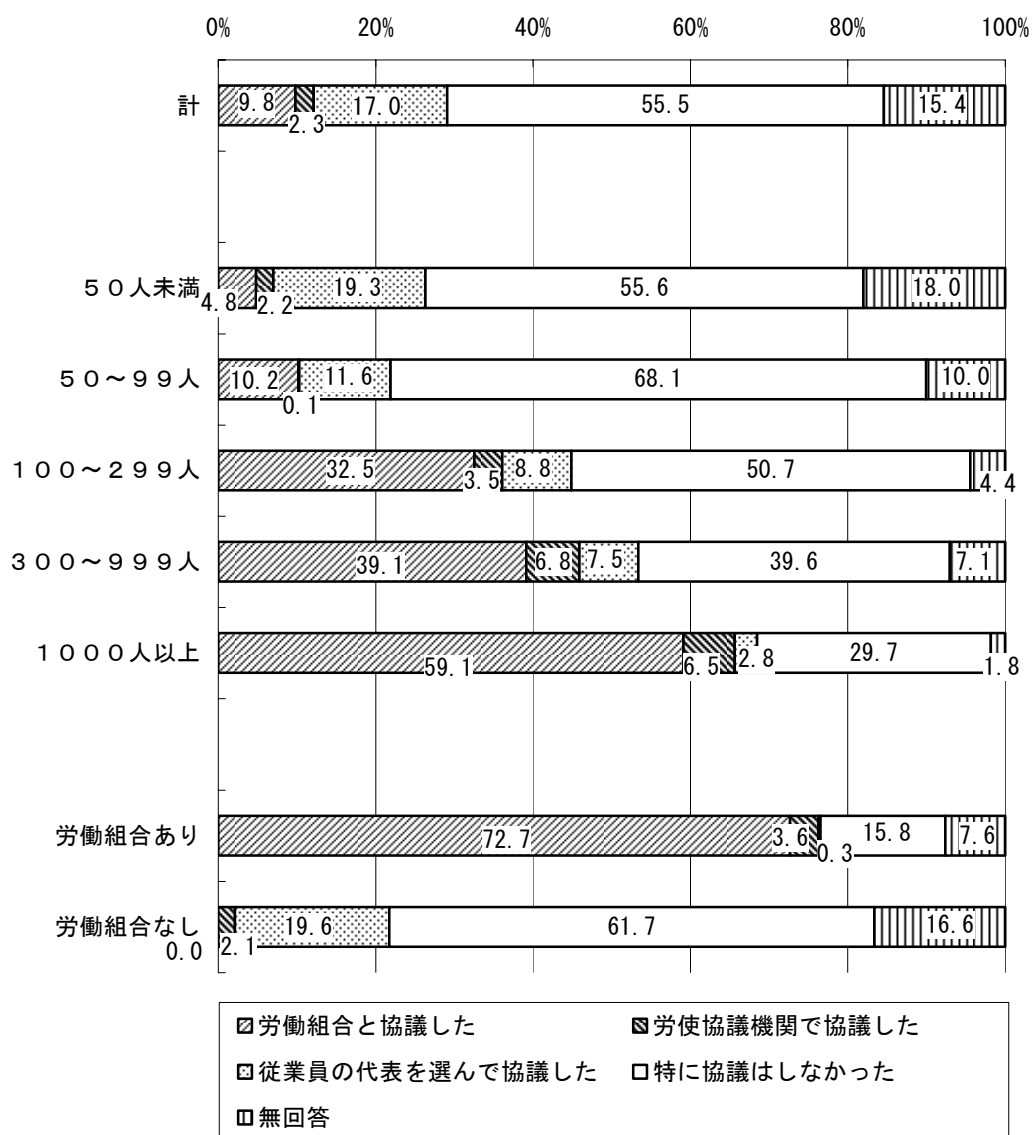 0% 20% 40% 60% 80% 100%
計 9.8 2.3 17.0 55.5 15.4
５０人未満 4.8 2.2 19.3 55.6 18.0
５０～９９人 10.2 0.1 11.6 68.1 10.0
１００～２９９人 32.5 3.5 8.8 50.7 4.4
３００～９９９人 39.1 6.8 7.5 39.6 7.1
１０００人以上 59.1 6.5 2.8 29.7 1.8
労働組合あり 72.7 3.6 0.3 15.8 7.6
労働組合なし 0.0 2.1 19.6 61.7 16.6
労働組合と協議した 労使協議機関で協議した
従業員の代表を選んで協議した 特に協議はしなかった
無回答